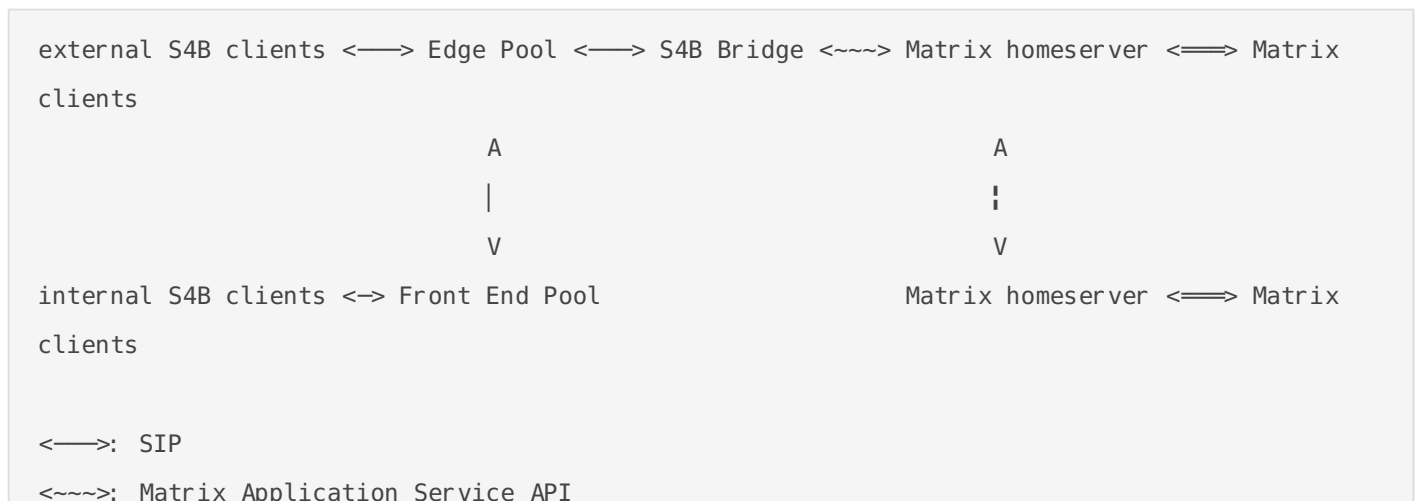 external S4B clients <——> Edge Pool <——> S4B Bridge <~~~> Matrix homeserver <===> Matrix
clients
A A
| ¦
V V
internal S4B clients <—> Front End Pool Matrix homeserver <===> Matrix
clients
<——>: SIP
<~~~>: Matrix Application Service API